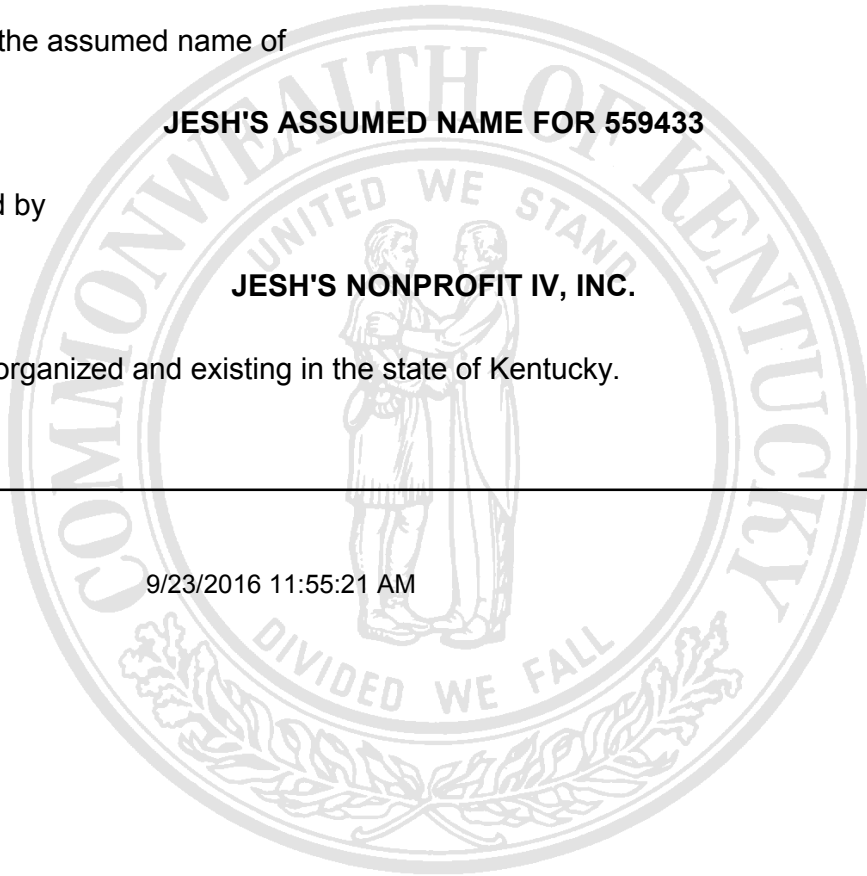 the assumed name of
JESH'S ASSUMED NAME FOR 559433
d by
JESH'S NONPROFIT IV, INC.
organized and existing in the state of Kentucky.
9/23/2016 11:55:21 AM
COMMONWEALTH OF KENTUCKY
UNITED WE STAND
DIVIDED WE FALL